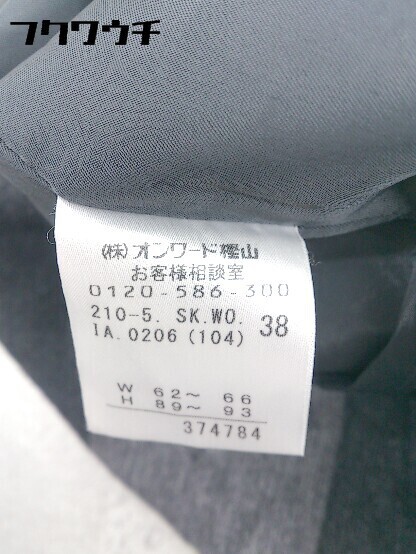 フクワウチ
(株)オンワード樫山
お客様相談室
0120-586-300
210-5. SK.WO. 38
IA.0206 (104)
W 62~ 66
H 89~ 93
374784